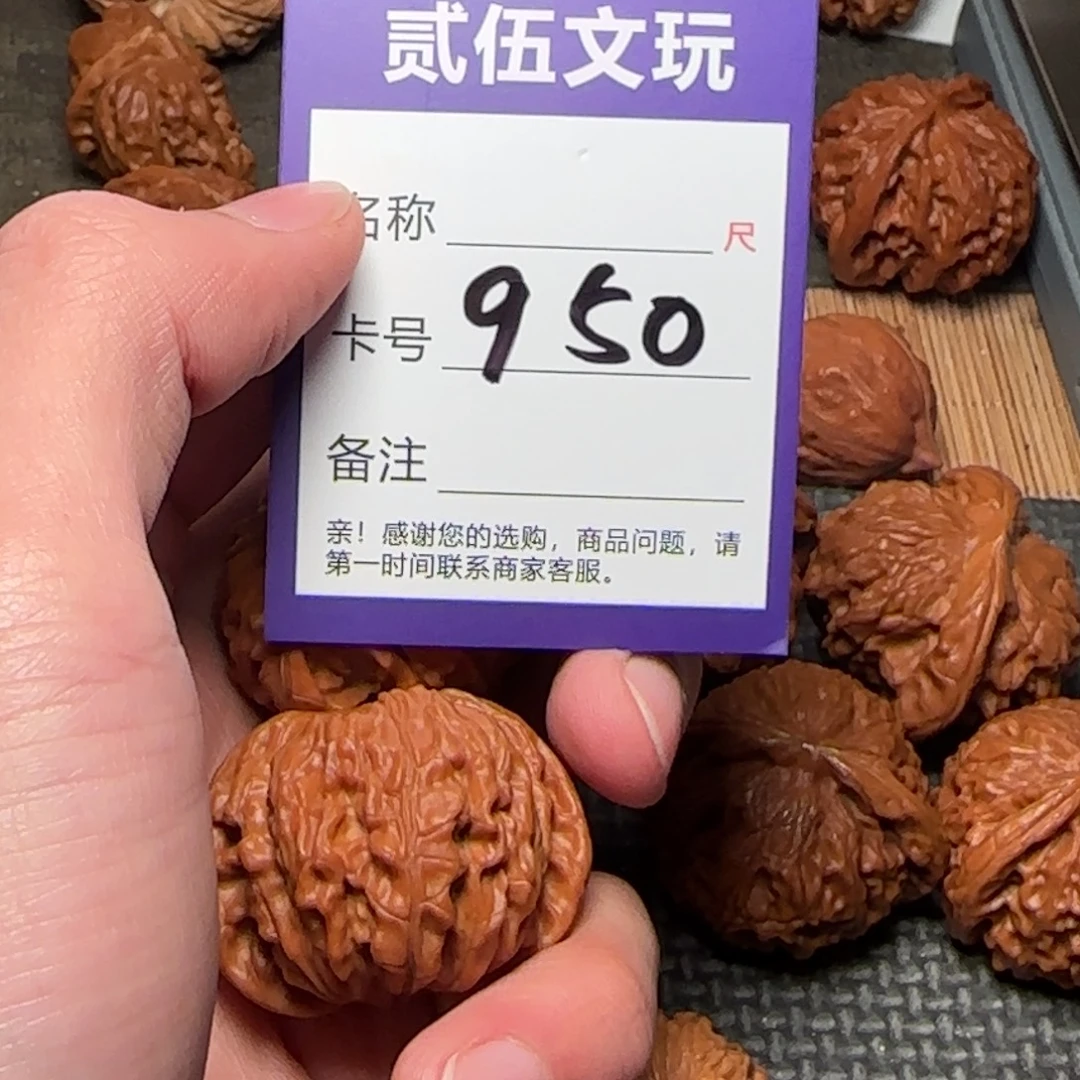 贰伍文玩
名称 尺
卡号 950
备注
亲！感谢您的选购，商品问题，请
第一时间联系商家客服。